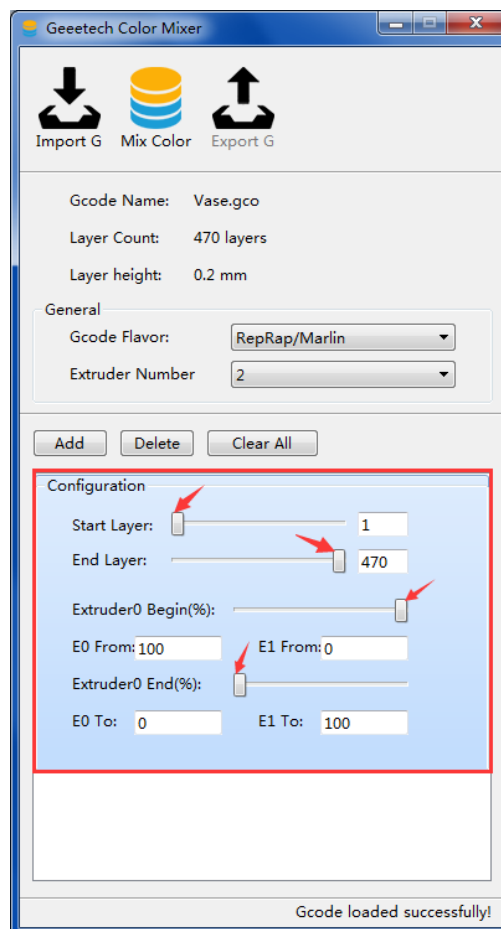 Geeetech Color Mixer
Import G Mix Color Export G
Gcode Name: Vase.gco
Layer Count: 470 layers
Layer height: 0.2 mm
General
Gcode Flavor: RepRap/Marlin
Extruder Number 2
Add Delete Clear All
Configuration
Start Layer: 1
End Layer: 470
Extruder0 Begin(%):
E0 From: 100 E1 From: 0
Extruder0 End(%):
E0 To: 0 E1 To: 100
Gcode loaded successfully!